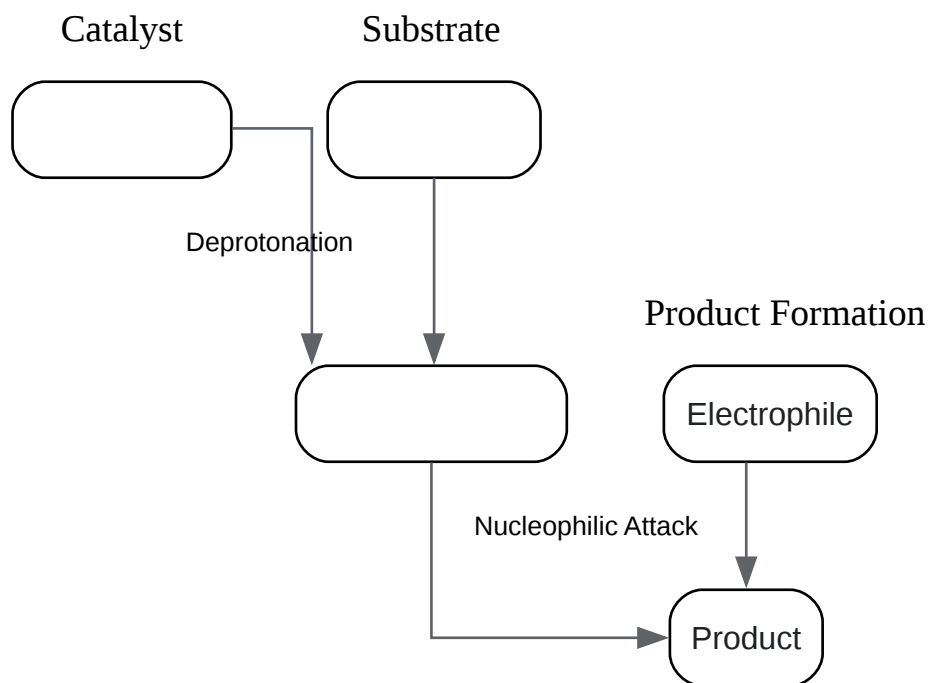 Catalyst
Substrate
Deprotonation
Product Formation
Electrophile
Nucleophilic Attack
Product